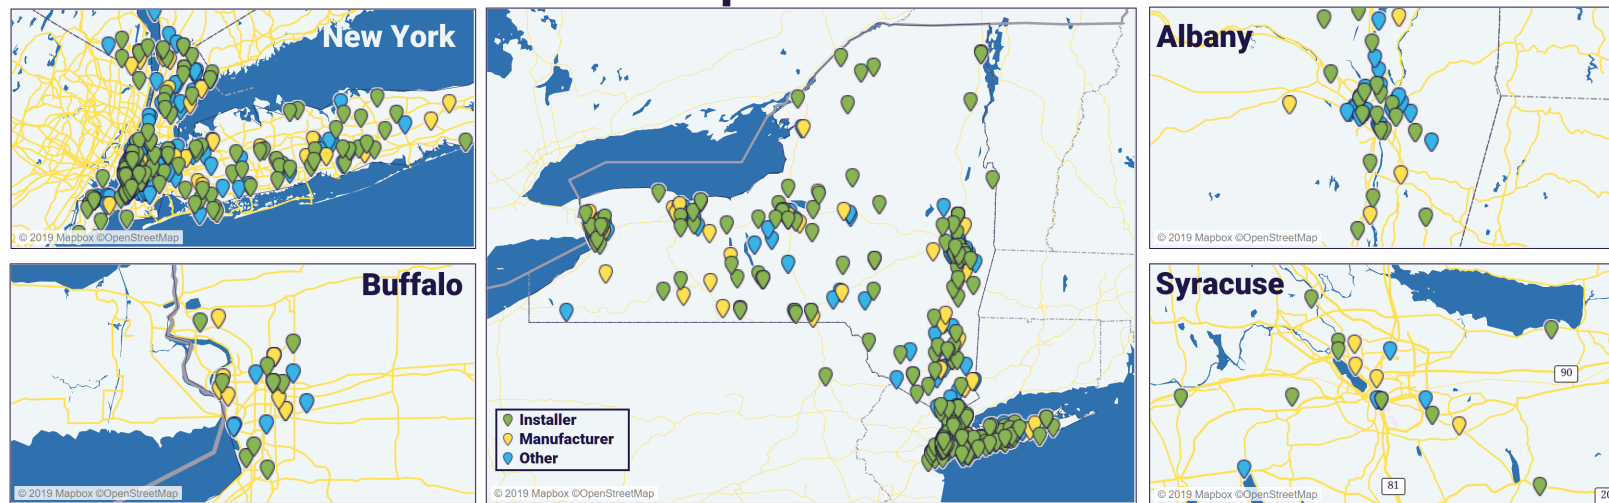 New York
© 2019 Mapbox ©OpenStreetMap
Buffalo
© 2019 Mapbox ©OpenStreetMap
Installer
Manufacturer
Other
© 2019 Mapbox ©OpenStreetMap
Albany
© 2019 Mapbox ©OpenStreetMap
Syracuse
90
81
© 2019 Mapbox ©OpenStreetMap